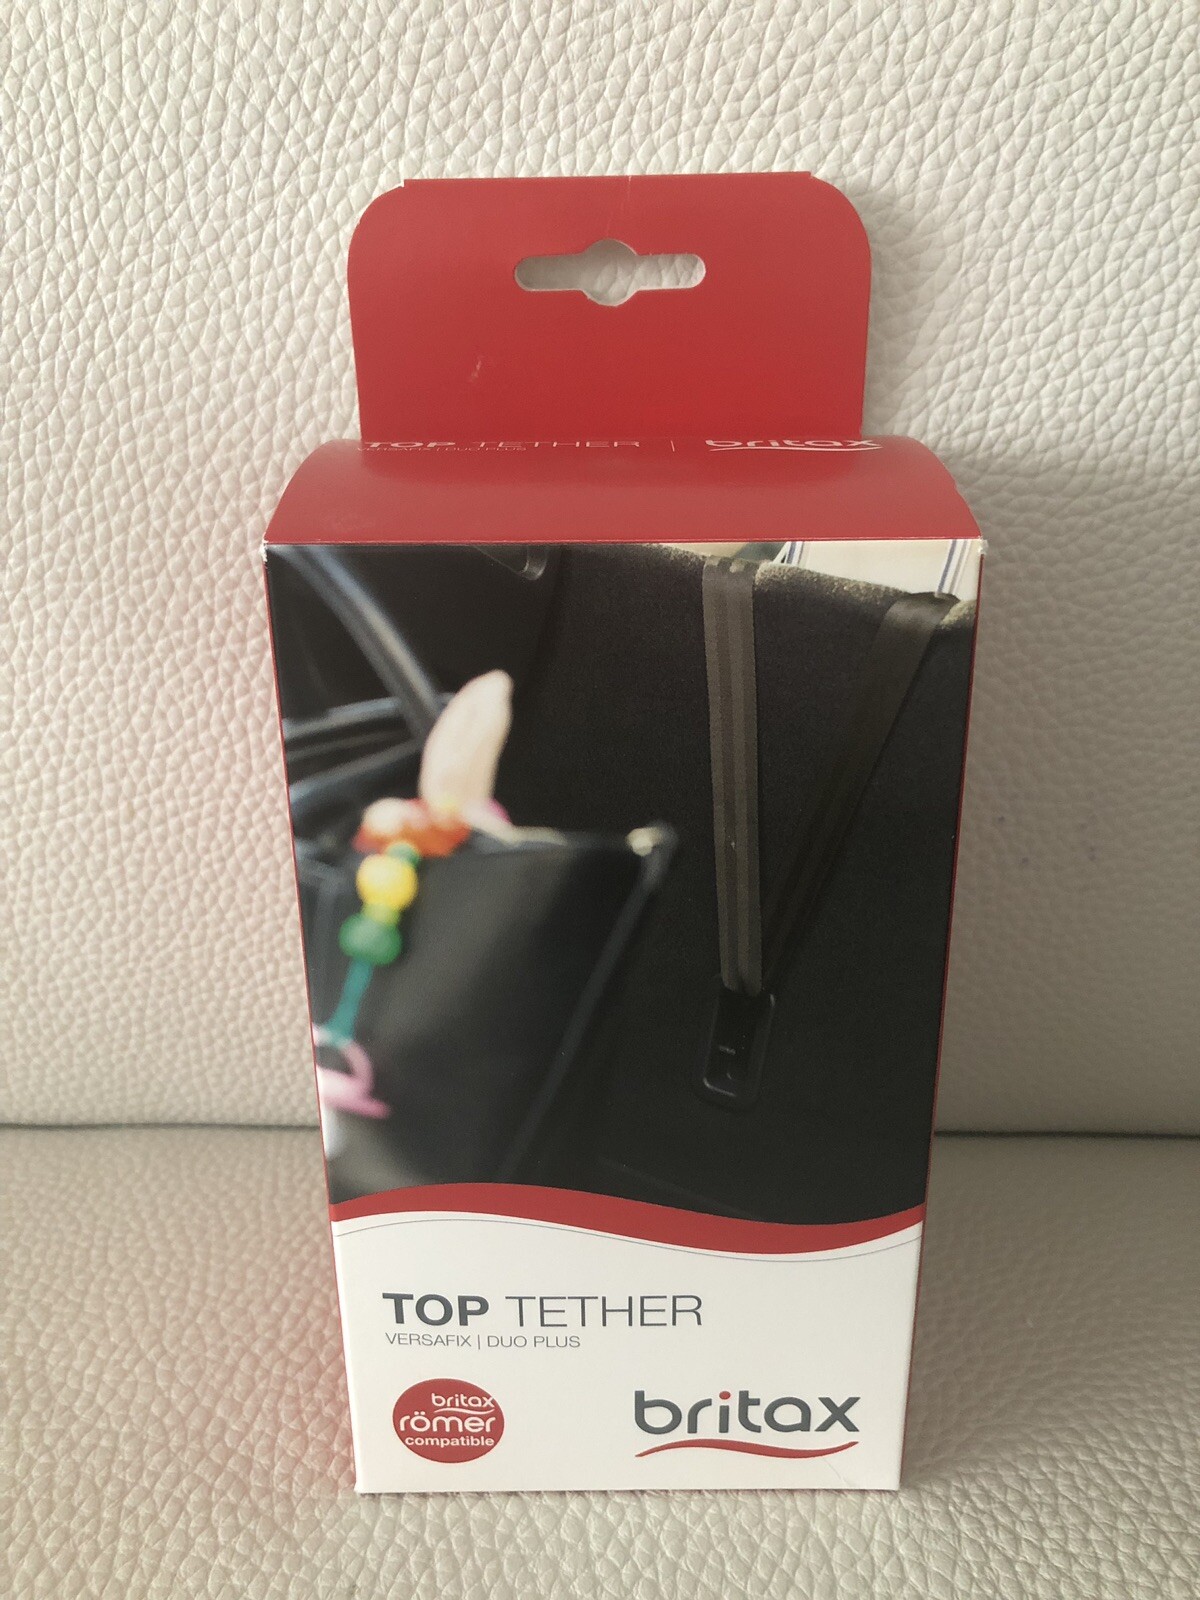 TOP TETHER | britax
VERSAFIX | DUO PLUS
TOP TETHER
VERSAFIX | DUO PLUS
britax
römer
compatible
britax